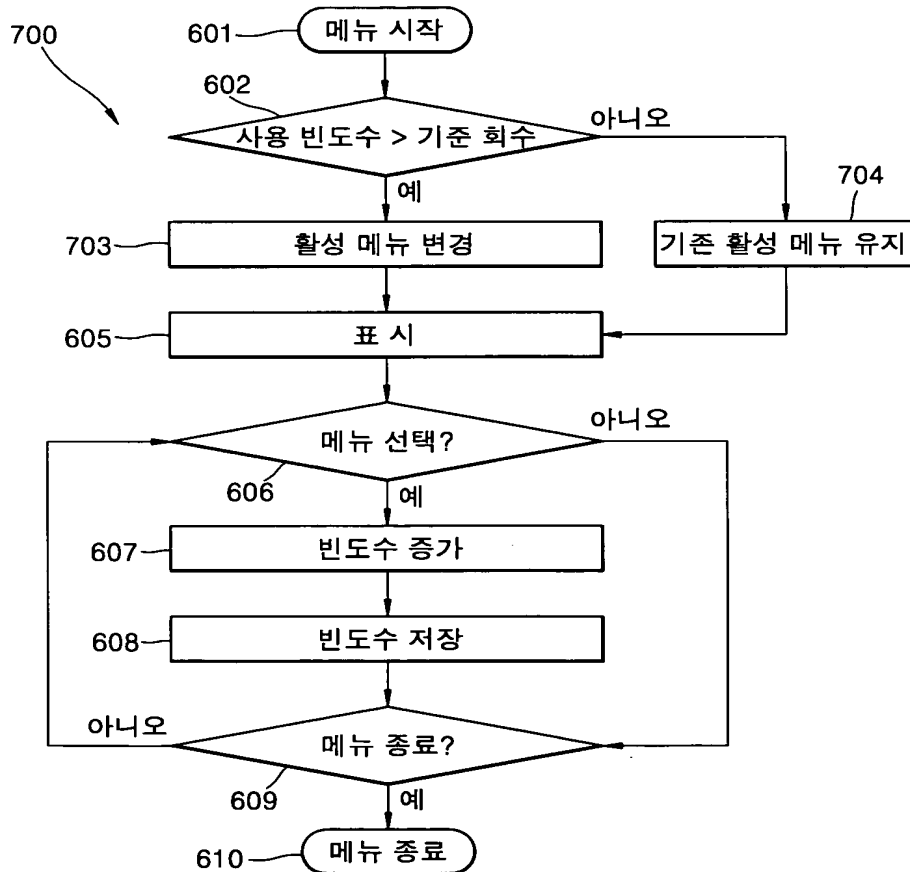 700
601
메뉴 시작
602
사용 빈도수 > 기준 회수
아니오
예
703
활성 메뉴 변경
704
기존 활성 메뉴 유지
605
표 시
메뉴 선택?
아니오
606
예
607
빈도수 증가
608
빈도수 저장
아니오
메뉴 종료?
609
예
610
메뉴 종료